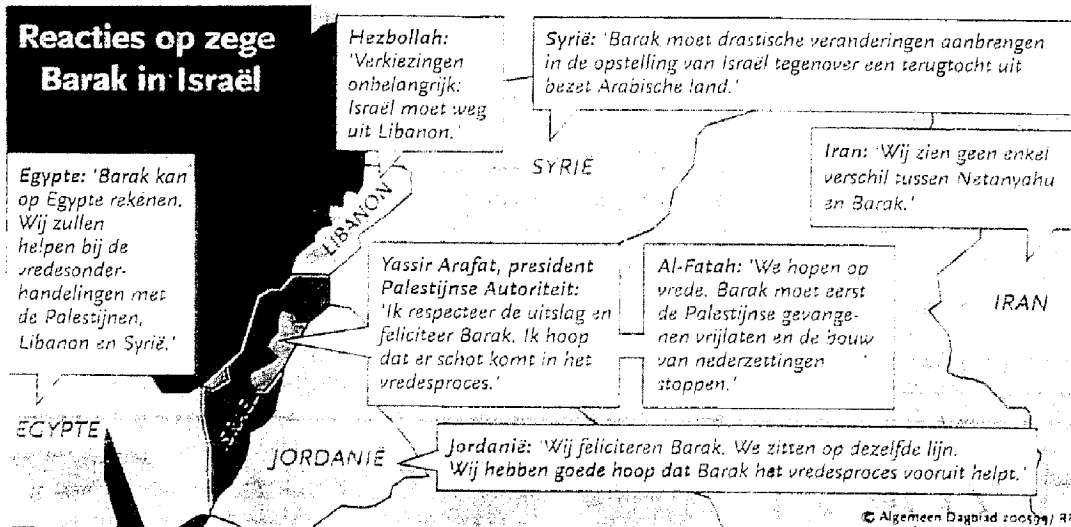 Reacties op zege
Barak in Israël
Hezbollah:
'Verkiezingen
onbelangrijk:
Israël moet weg
uit Libanon.'
Syrië: 'Barak moet drastische veranderingen aanbrengen
in de opstelling van Israël tegenover een terugtocht uit
bezet Arabische land.'
Iran: 'Wij zien geen enkel
verschil tussen Netanyahu
en Barak.'
Egypte: 'Barak kan
op Egypte rekenen.
Wij zullen
helpen bij de
vredesonder-
handelingen met
de Palestijnen,
Libanon en Syrië.'
SYRIË
LIBANON
Yassir Arafat, president
Palestijnse Autoriteit:
'Ik respecteer de uitslag en
feliciteer Barak. Ik hoop
dat er schot komt in het
vredesproces.'
Al-Fatah: 'We hopen op
vrede. Barak moet eerst
de Palestijnse gevange-
nen vrijlaten en de bouw
van nederzettingen
stoppen.'
IRAN
EGYPTE
JORDANIË
Jordanië: 'Wij feliciteren Barak. We zitten op dezelfde lijn.
Wij hebben goede hoop dat Barak het vredesproces vooruit helpt.'
© Algemeen Dagblad